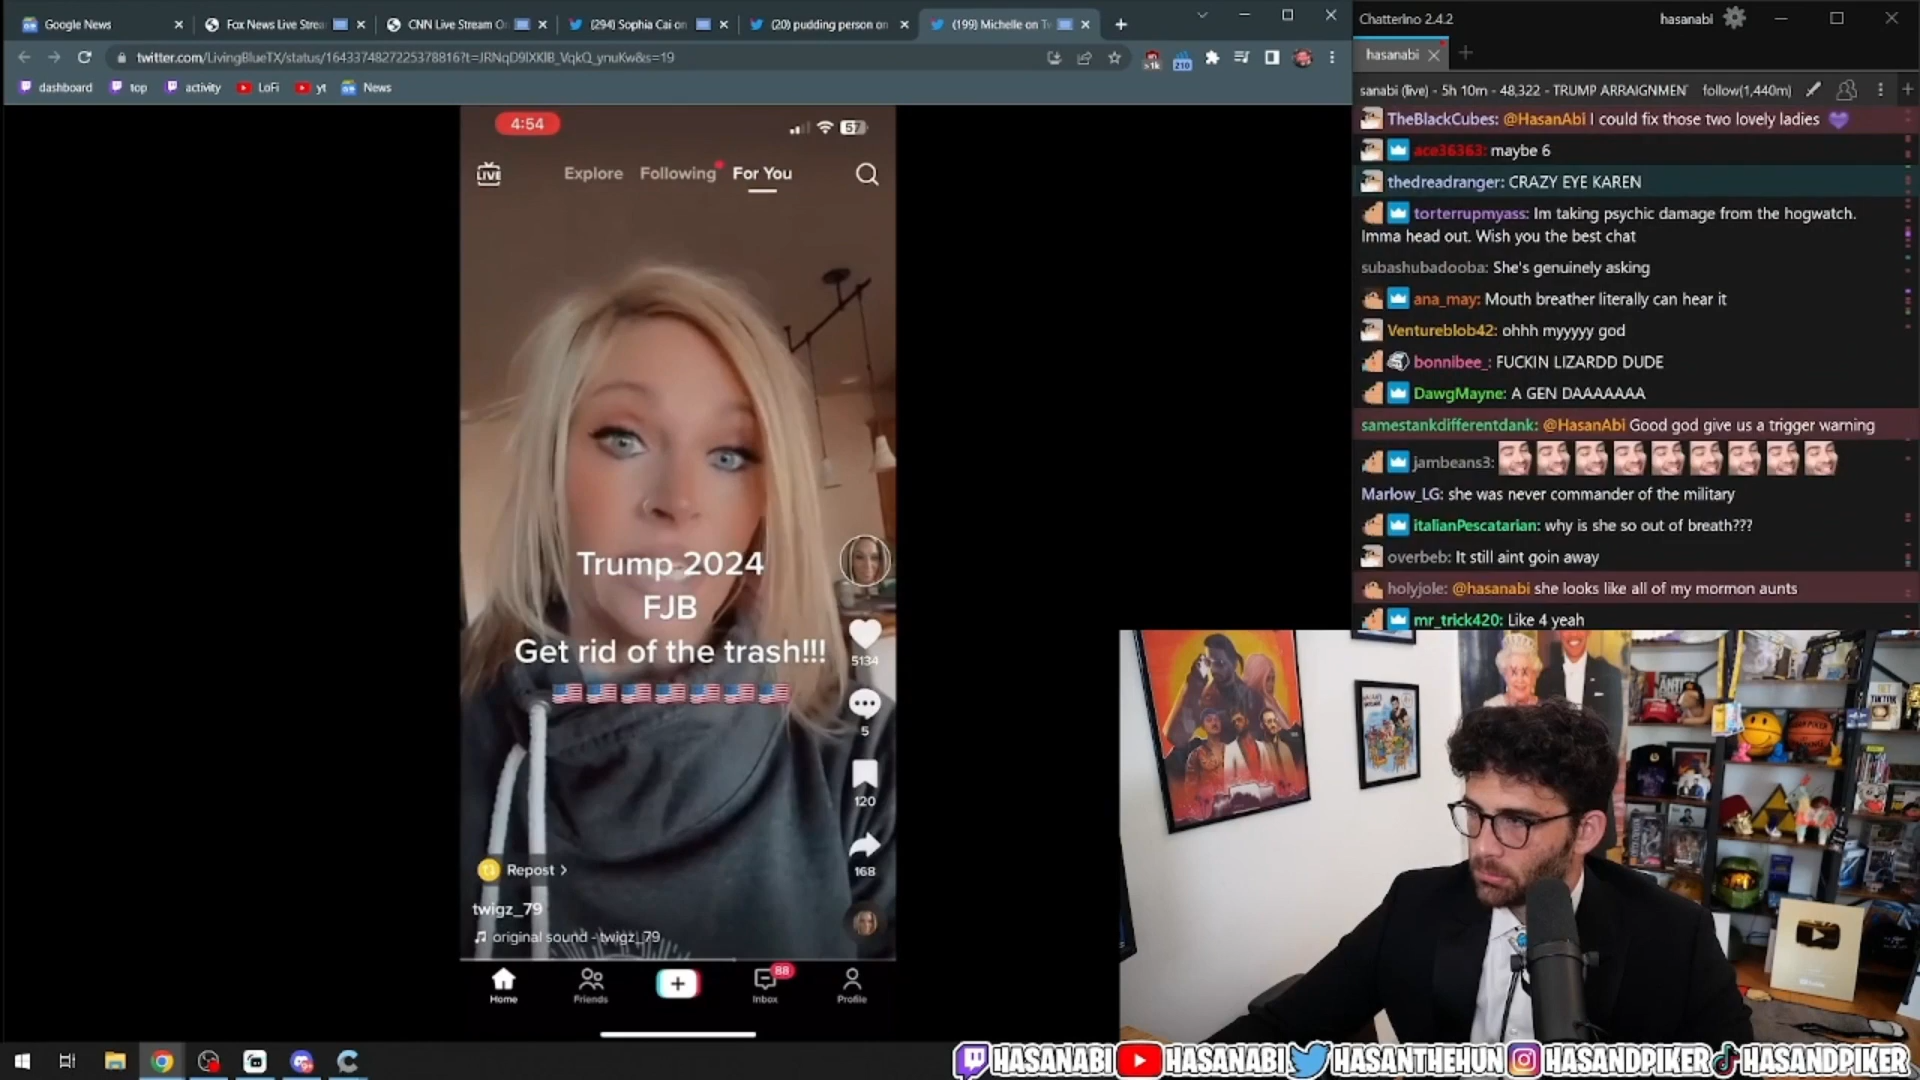 Google News
Fox News Live Strea
CNN Live Stream O
(294) Sophia Cai on
(20) pudding person on
(199) Michelle on Tw
twitter.com/LivingBlueTX/status/1643374827225378816?t=JRNqD9lXKlB_VqkQ_ynuKw&s=19
>1k
210
dashboard
top
activity
LoFi
yt
News
4:54
57
LIVE
Explore
Following
For You
Trump 2024
FJB
Get rid of the trash!!!
5134
5
120
168
Repost >
twigz_79
original sound - twigz_79
Home
Friends
88
Inbox
Profile
Chatterino 2.4.2
hasanabi
hasanabi
sanabi (live) - 5h 10m - 48,322 - TRUMP ARRAIGNMEN
follow(1,440m)
TheBlackCubes: @HasanAbi I could fix those two lovely ladies 💜
ace36363: maybe 6
thedreadranger: CRAZY EYE KAREN
torterrupmyass: Im taking psychic damage from the hogwatch.
Imma head out. Wish you the best chat
subashubadooba: She's genuinely asking
ana_may: Mouth breather literally can hear it
Ventureblob42: ohhh myyyyy god
bonnibee_: FUCKIN LIZARDD DUDE
DawgMayne: A GEN DAAAAAAA
samestankdifferentdank: @HasanAbi Good god give us a trigger warning
jambeans3:
Marlow_LG: she was never commander of the military
italianPescatarian: why is she so out of breath???
overbeb: It still aint goin away
holyjole: @hasanabi she looks like all of my mormon aunts
mr_trick420: Like 4 yeah
HASANABI
HASANABI
HASANTHEHUN
HASANDPIKER
HASANDPIKER